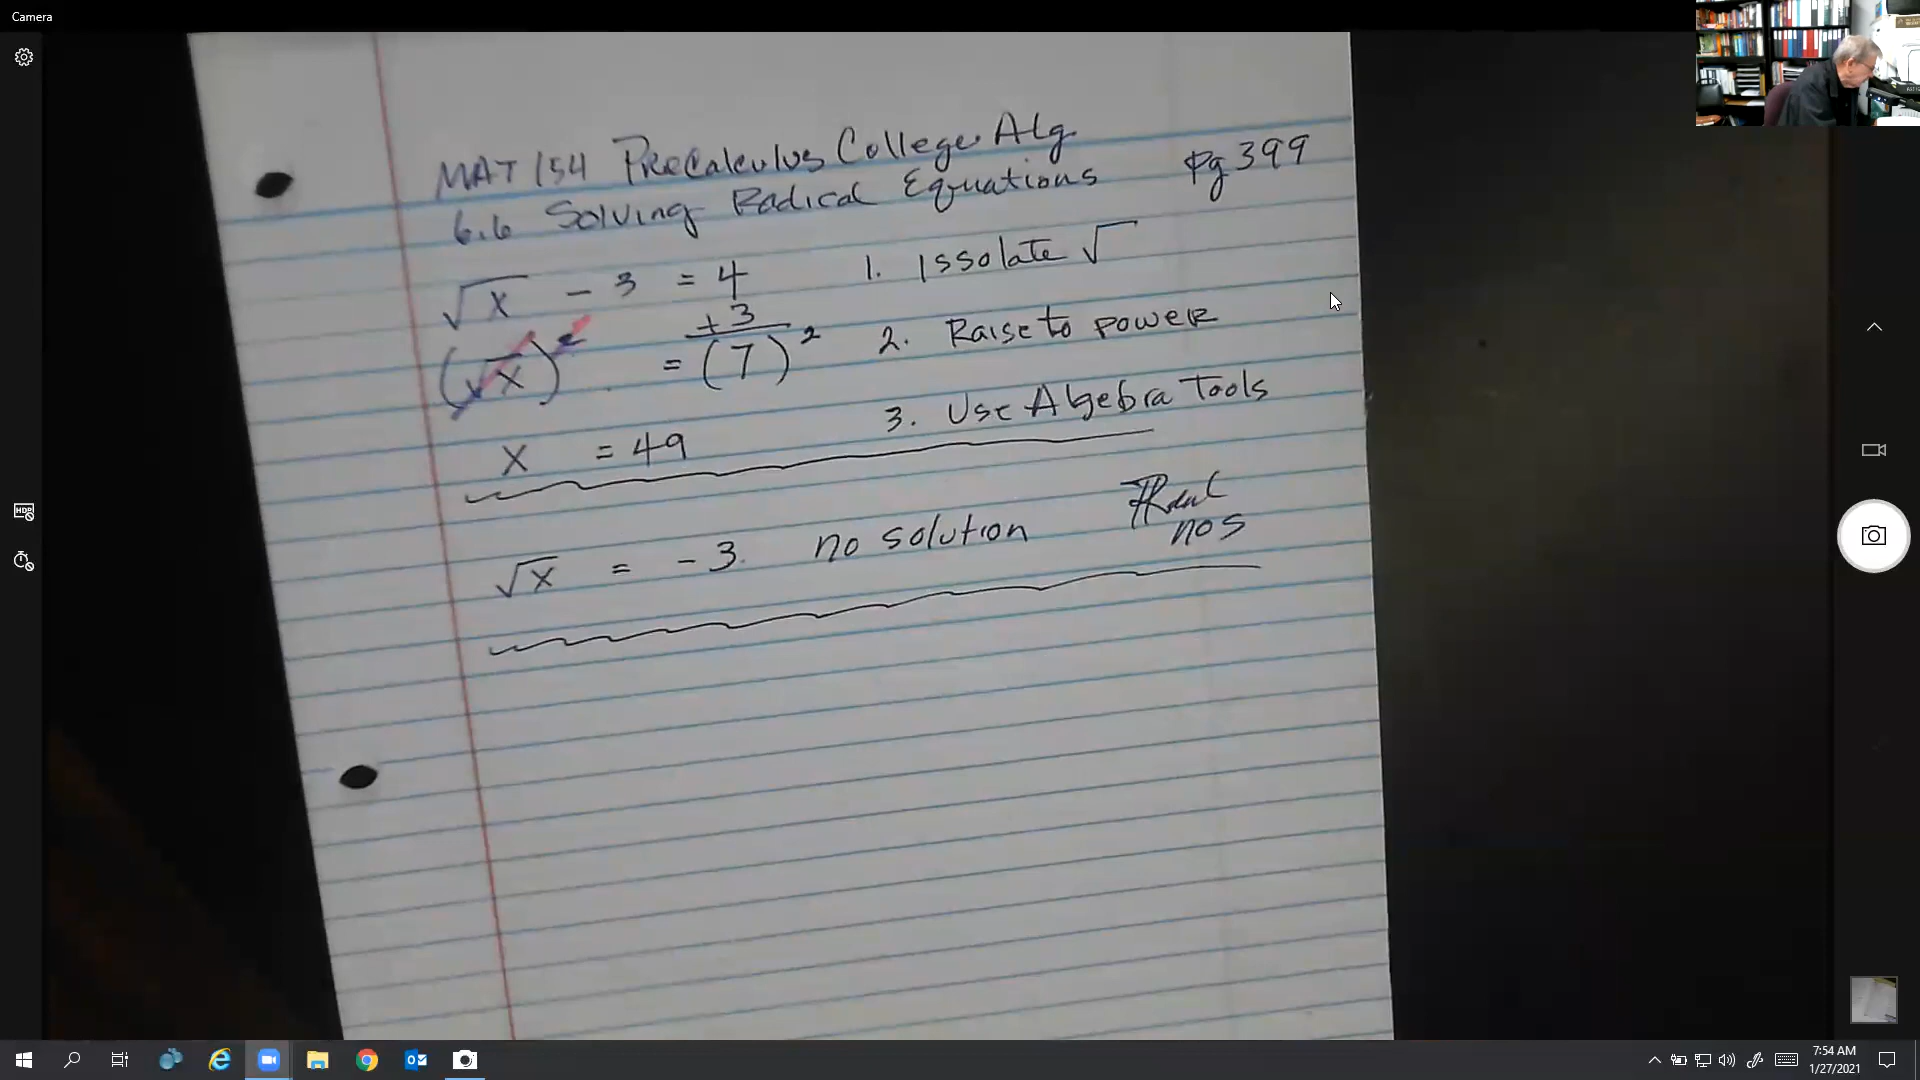 Camera
MAT 154 Precalculus College Alg.
6.6 Solving Radical Equations pg 399
√x - 3 = 4 1. Issolate √
+3
(√x)² = (7)² 2. Raise to power
x = 49 3. Use Algebra Tools
√x = -3. no solution Real
nos
7:54 AM
1/27/2021